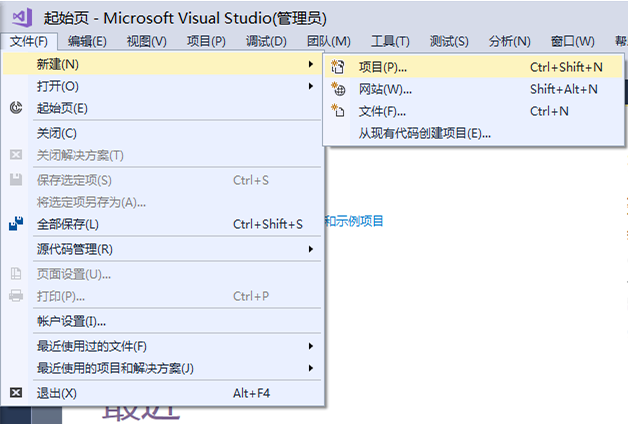 起始页 - Microsoft Visual Studio(管理员)
文件(F) 编辑(E) 视图(V) 项目(P) 调试(D) 团队(M) 工具(T) 测试(S) 分析(N) 窗口(W)
新建(N)
项目(P)... Ctrl+Shift+N
打开(O)
网站(W)... Shift+Alt+N
起始页(E)
文件(F)... Ctrl+N
关闭(C)
从现有代码创建项目(E)...
关闭解决方案(T)
保存选定项(S) Ctrl+S
将选定项另存为(A)...
全部保存(L) Ctrl+Shift+S
和示例项目
源代码管理(R)
页面设置(U)...
打印(P)... Ctrl+P
帐户设置(I)...
最近使用过的文件(F)
最近使用的项目和解决方案(J)
退出(X) Alt+F4
最近